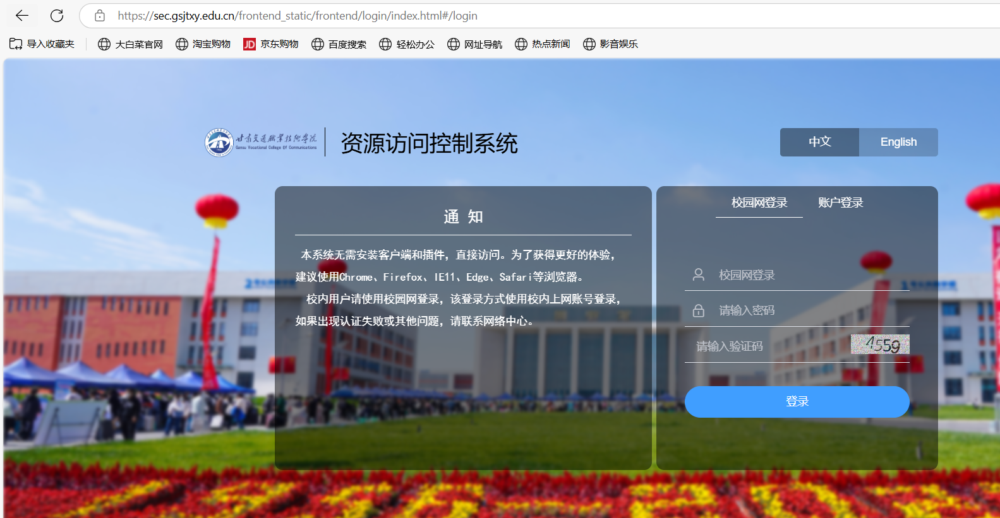 https://sec.gsjtxy.edu.cn/frontend_static/frontend/login/index.html#/login
导入收藏夹 大白菜官网 淘宝购物 JD 京东购物 百度搜索 轻松办公 网址导航 热点新闻 影音娱乐
甘肃交通职业技术学院
Gansu Vocational College Of Communications
资源访问控制系统
中文 English
通 知
本系统无需安装客户端和插件，直接访问。为了获得更好的体验，
建议使用Chrome、Firefox、IE11、Edge、Safari等浏览器。
校内用户请使用校园网登录，该登录方式使用校内上网账号登录，
如果出现认证失败或其他问题，请联系网络中心。
校园网登录 账户登录
校园网登录
请输入密码
请输入验证码 455g
登录